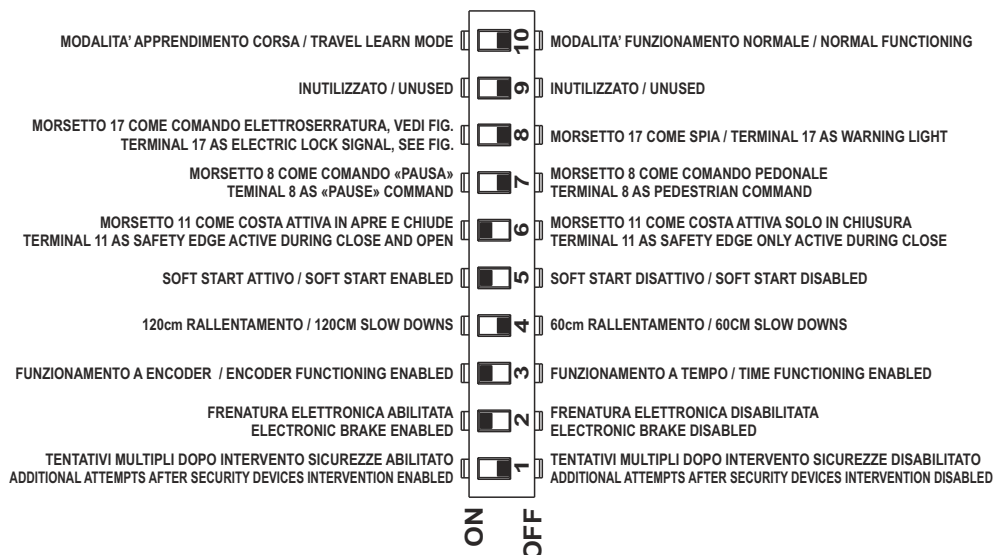 MODALITA’ APPRENDIMENTO CORSA / TRAVEL LEARN MODE
10
MODALITA’ FUNZIONAMENTO NORMALE / NORMAL FUNCTIONING
INUTILIZZATO / UNUSED
9
INUTILIZZATO / UNUSED
MORSETTO 17 COME COMANDO ELETTROSERRATURA, VEDI FIG.
TERMINAL 17 AS ELECTRIC LOCK SIGNAL, SEE FIG.
8
MORSETTO 17 COME SPIA / TERMINAL 17 AS WARNING LIGHT
MORSETTO 8 COME COMANDO «PAUSA»
TEMINAL 8 AS «PAUSE» COMMAND
7
MORSETTO 8 COME COMANDO PEDONALE
TERMINAL 8 AS PEDESTRIAN COMMAND
MORSETTO 11 COME COSTA ATTIVA IN APRE E CHIUDE
TERMINAL 11 AS SAFETY EDGE ACTIVE DURING CLOSE AND OPEN
6
MORSETTO 11 COME COSTA ATTIVA SOLO IN CHIUSURA
TERMINAL 11 AS SAFETY EDGE ONLY ACTIVE DURING CLOSE
SOFT START ATTIVO / SOFT START ENABLED
5
SOFT START DISATTIVO / SOFT START DISABLED
120cm RALLENTAMENTO / 120CM SLOW DOWNS
4
60cm RALLENTAMENTO / 60CM SLOW DOWNS
FUNZIONAMENTO A ENCODER / ENCODER FUNCTIONING ENABLED
3
FUNZIONAMENTO A TEMPO / TIME FUNCTIONING ENABLED
FRENATURA ELETTRONICA ABILITATA
ELECTRONIC BRAKE ENABLED
2
FRENATURA ELETTRONICA DISABILITATA
ELECTRONIC BRAKE DISABLED
TENTATIVI MULTIPLI DOPO INTERVENTO SICUREZZE ABILITATO
ADDITIONAL ATTEMPTS AFTER SECURITY DEVICES INTERVENTION ENABLED
1
TENTATIVI MULTIPLI DOPO INTERVENTO SICUREZZE DISABILITATO
ADDITIONAL ATTEMPTS AFTER SECURITY DEVICES INTERVENTION DISABLED
ON
OFF